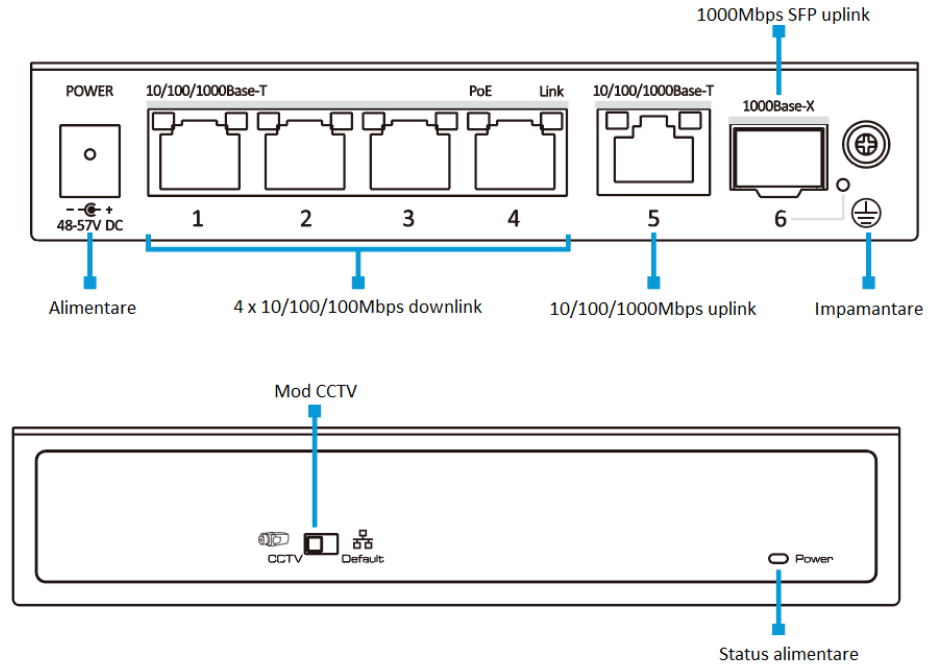 1000Mbps SFP uplink
POWER
10/100/1000Base-T
PoE
Link
10/100/1000Base-T
1000Base-X
- +
48-57V DC
1
2
3
4
5
6
Alimentare
4 x 10/100/100Mbps downlink
10/100/1000Mbps uplink
Impamantare
Mod CCTV
CCTV
Default
Power
Status alimentare